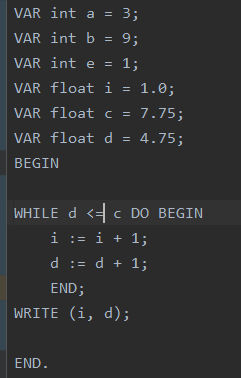 VAR int a = 3;
VAR int b = 9;
VAR int e = 1;
VAR float i = 1.0;
VAR float c = 7.75;
VAR float d = 4.75;
BEGIN
WHILE d <= c DO BEGIN
i := i + 1;
d := d + 1;
END;
WRITE (i, d);
END.